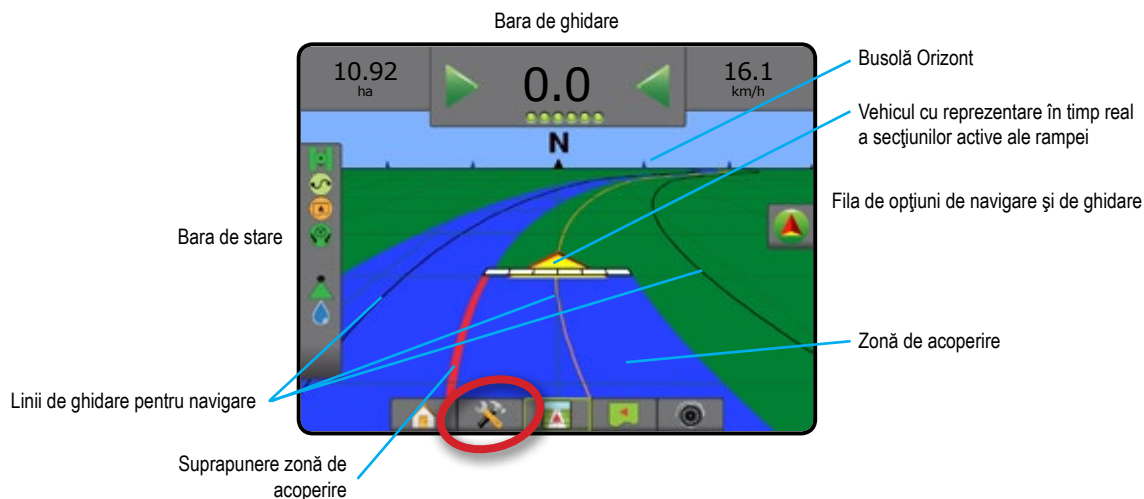 Bara de ghidare
10.92
ha
0.0
16.1
km/h
N
Busolă Orizont
Vehicul cu reprezentare în timp real
a secţiunilor active ale rampei
Fila de opţiuni de navigare şi de ghidare
Bara de stare
Zonă de acoperire
Linii de ghidare pentru navigare
Suprapunere zonă de
acoperire